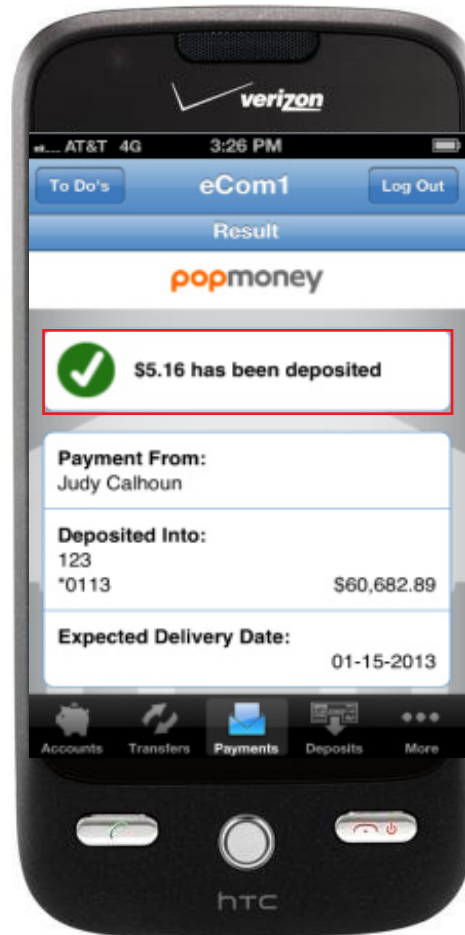 verizon
AT&T 4G 3:26 PM
To Do's eCom1 Log Out
Result
popmoney
$5.16 has been deposited
Payment From:
Judy Calhoun
Deposited Into:
123
*0113 $60,682.89
Expected Delivery Date:
01-15-2013
Accounts Transfers Payments Deposits More
hTC